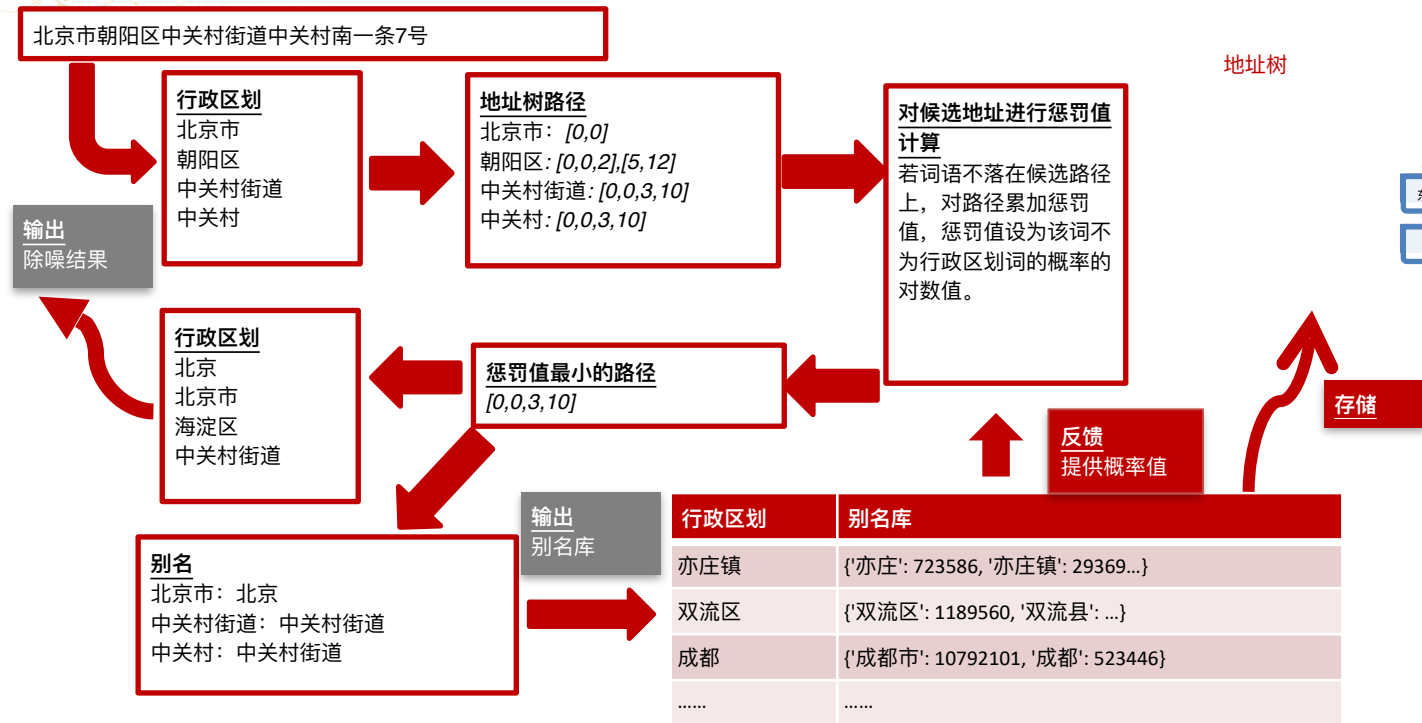 北京市朝阳区中关村街道中关村南一条7号
地址树
行政区划
北京市
朝阳区
中关村街道
中关村
地址树路径
北京市：[0,0]
朝阳区: [0,0,2],[5,12]
中关村街道: [0,0,3,10]
中关村: [0,0,3,10]
对候选地址进行惩罚值
计算
若词语不落在候选路径
上，对路径累加惩罚
值，惩罚值设为该词不
为行政区划词的概率的
对数值。
输出
除噪结果
行政区划
北京
北京市
海淀区
中关村街道
惩罚值最小的路径
[0,0,3,10]
存储
反馈
提供概率值
别名
北京市：北京
中关村街道：中关村街道
中关村：中关村街道
输出
别名库
行政区划 别名库
亦庄镇 {'亦庄': 723586, '亦庄镇': 29369...}
双流区 {'双流区': 1189560, '双流县': ...}
成都 {'成都市': 10792101, '成都': 523446}
...... ......